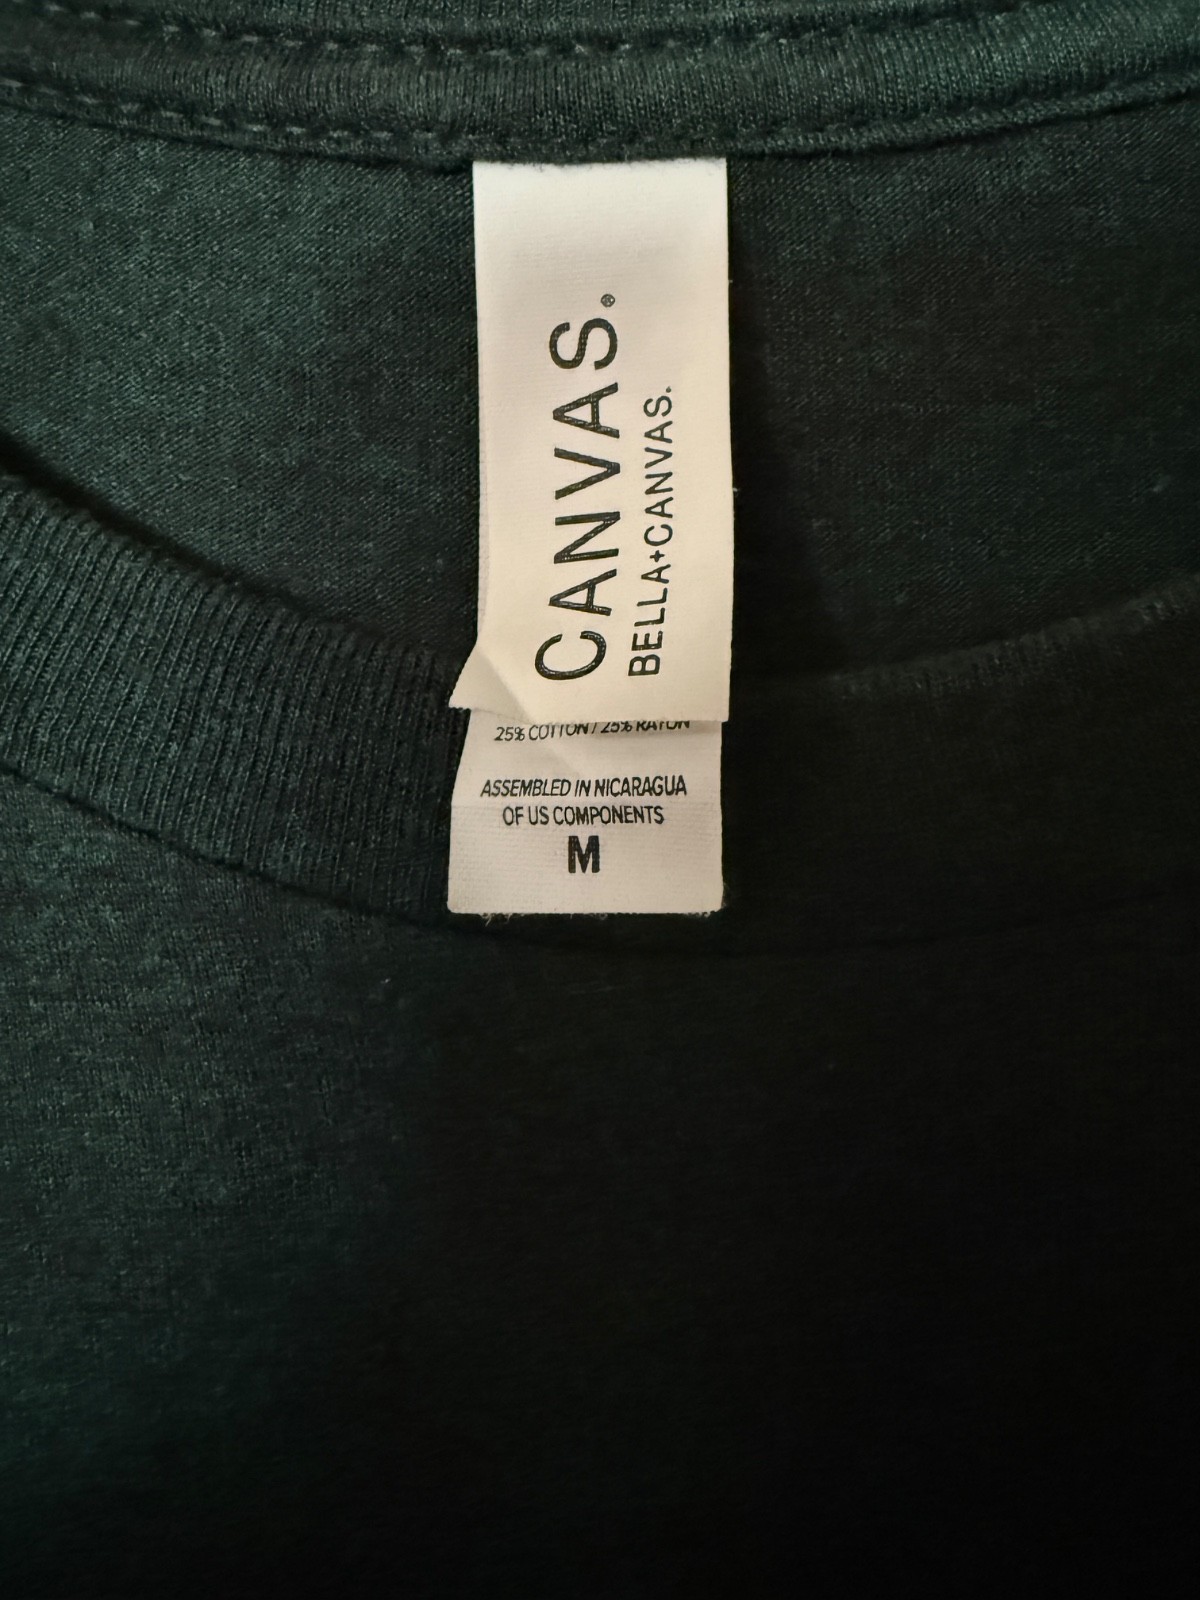 CANVAS.®
BELLA+CANVAS.
25% COTTON / 25% RAYON
ASSEMBLED IN NICARAGUA
OF US COMPONENTS
M